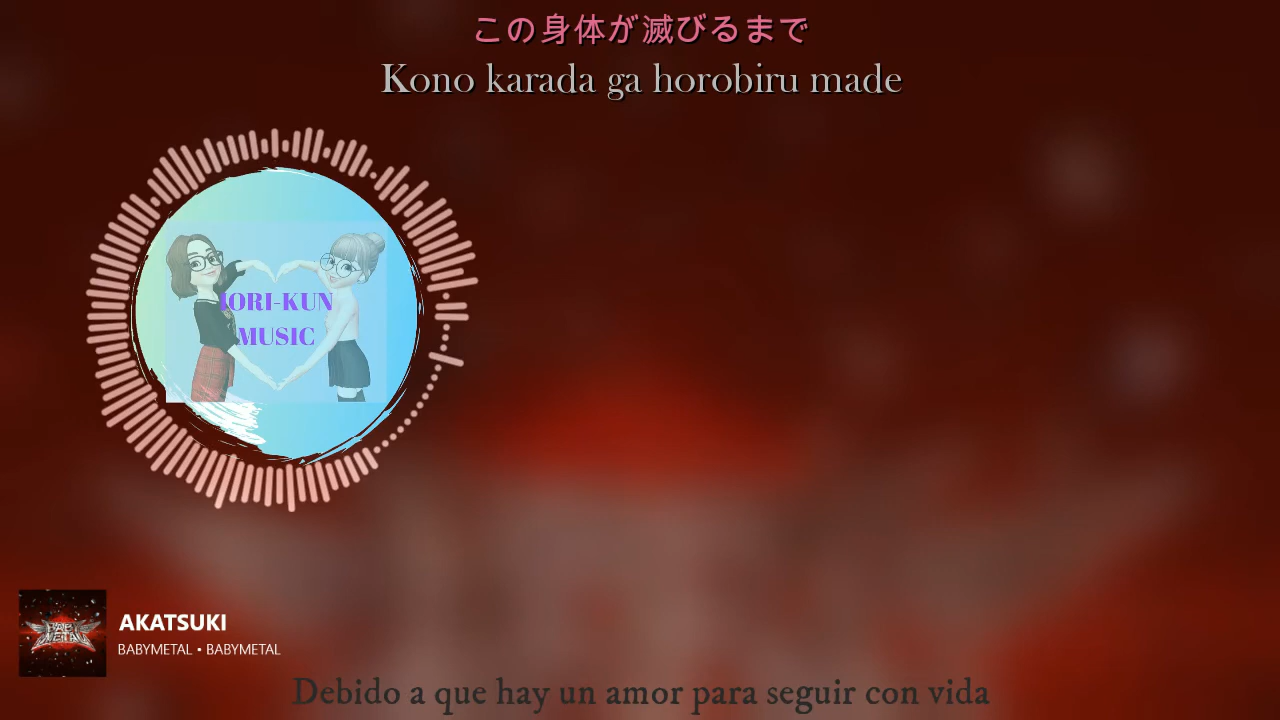 この身体が滅びるまで
Kono karada ga horobiru made
IORI-KUN
MUSIC
BABYMETAL
AKATSUKI
BABYMETAL • BABYMETAL
Debido a que hay un amor para seguir con vida